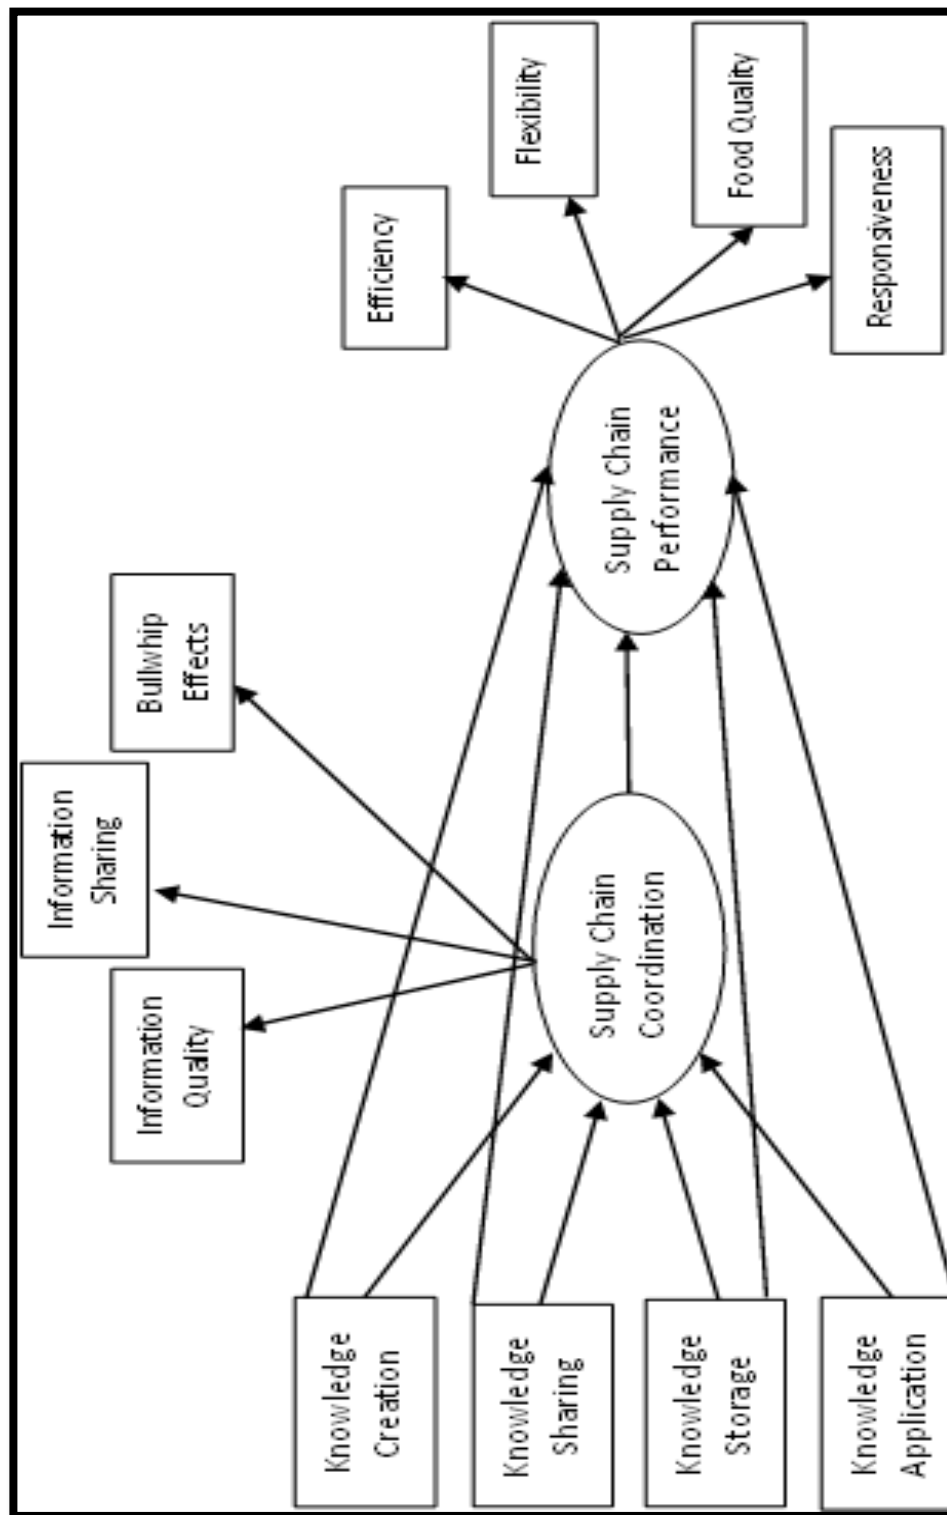 Knowledge
Creation
Knowledge
Sharing
Knowledge
Storage
Knowledge
Application
Information
Quality
Information
Sharing
Bullwhip
Effects
Supply Chain
Coordination
Supply Chain
Performance
Efficiency
Flexibility
Food Quality
Responsiveness